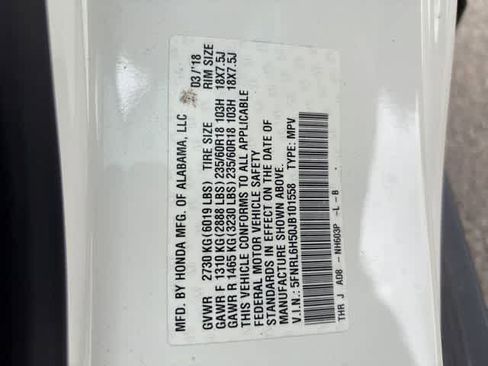 MFD. BY HONDA MFG. OF ALABAMA, LLC 03/'18
GVWR 2730 KG(6019 LBS) TIRE SIZE RIM SIZE
GAWR F 1310 KG(2888 LBS) 235/60R18 103H 18X7.5J
GAWR R 1465 KG(3230 LBS) 235/60R18 103H 18X7.5J
THIS VEHICLE CONFORMS TO ALL APPLICABLE
FEDERAL MOTOR VEHICLE SAFETY
STANDARDS IN EFFECT ON THE DATE OF
MANUFACTURE SHOWN ABOVE.
V.I.N.: 5FNRL6H50JB101558 TYPE: MPV
THR J A08 - NH603P -L -B